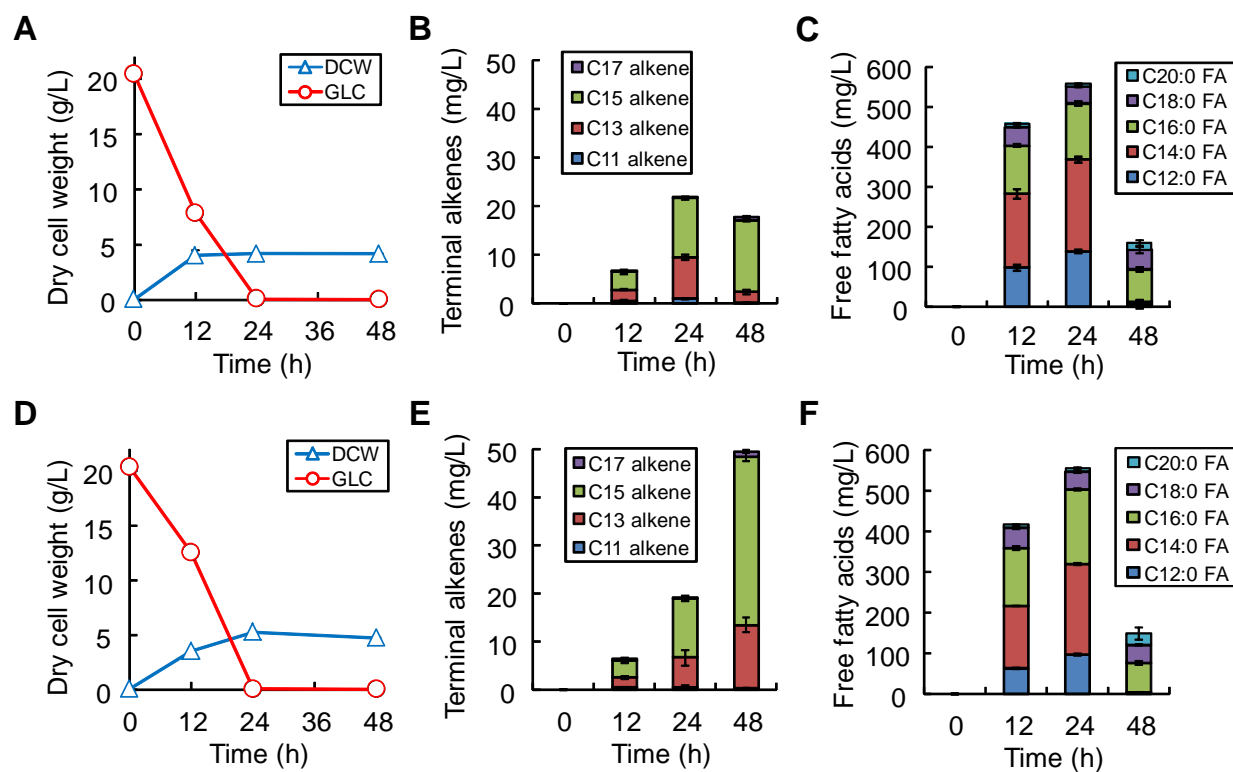 A
Dry cell weight (g/L)
20
15
10
5
0
0 12 24 36 48
Time (h)
DCW
GLC
B
Terminal alkenes (mg/L)
50
40
30
20
10
0
0 12 24 48
Time (h)
C17 alkene
C15 alkene
C13 alkene
C11 alkene
C
Free fatty acids (mg/L)
600
500
400
300
200
100
0
0 12 24 48
Time (h)
C20:0 FA
C18:0 FA
C16:0 FA
C14:0 FA
C12:0 FA
D
Dry cell weight (g/L)
20
15
10
5
0
0 12 24 36 48
Time (h)
DCW
GLC
E
Terminal alkenes (mg/L)
50
40
30
20
10
0
0 12 24 48
Time (h)
C17 alkene
C15 alkene
C13 alkene
C11 alkene
F
Free fatty acids (mg/L)
600
500
400
300
200
100
0
0 12 24 48
Time (h)
C20:0 FA
C18:0 FA
C16:0 FA
C14:0 FA
C12:0 FA